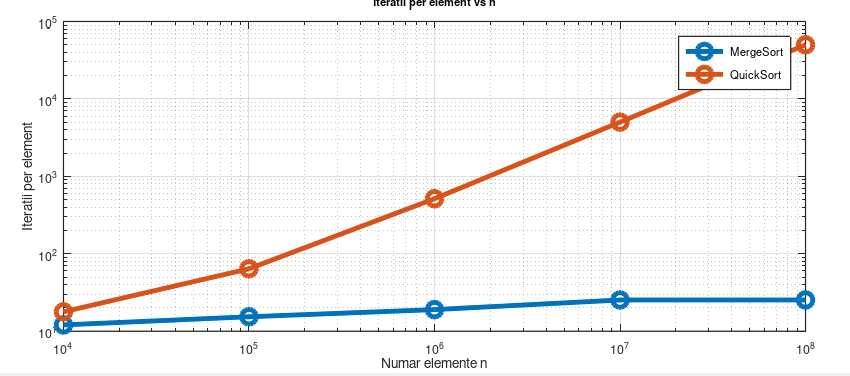 Iteratii per element vs n
10^5
10^4
10^3
10^2
10^1
Iteratii per element
MergeSort
QuickSort
10^4
10^5
10^6
10^7
10^8
Numar elemente n